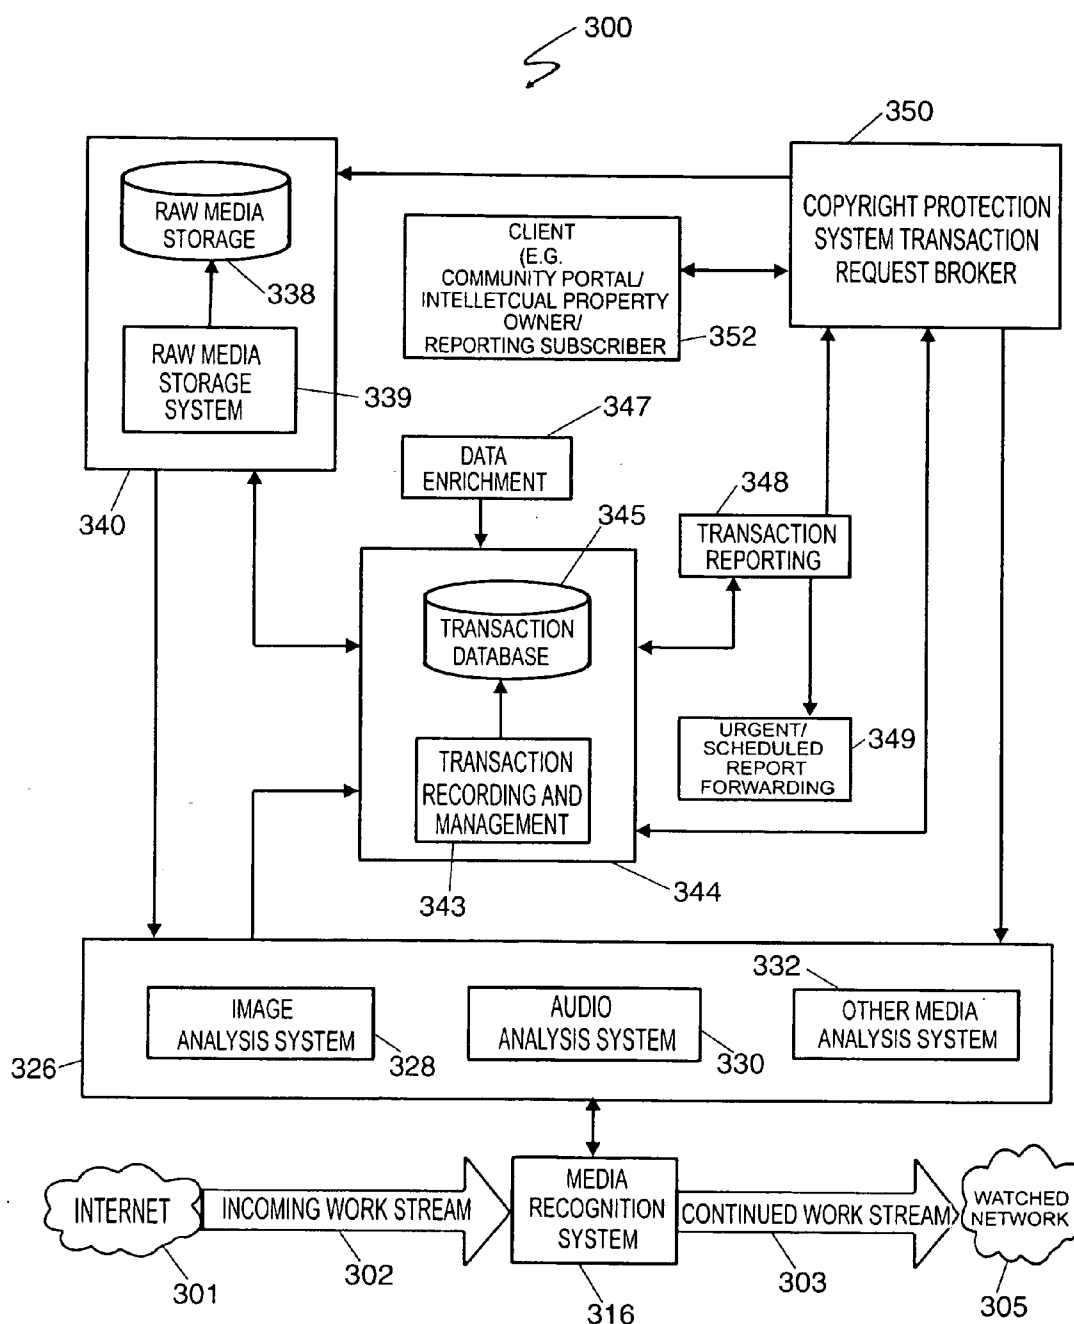 300
350
COPYRIGHT PROTECTION
SYSTEM TRANSACTION
REQUEST BROKER
RAW MEDIA
STORAGE
338
RAW MEDIA
STORAGE
SYSTEM
339
340
CLIENT
(E.G.
COMMUNITY PORTAL/
INTELLETCUAL PROPERTY
OWNER/
REPORTING SUBSCRIBER
352
347
DATA
ENRICHMENT
348
TRANSACTION
REPORTING
345
TRANSACTION
DATABASE
TRANSACTION
RECORDING AND
MANAGEMENT
343
344
URGENT/
SCHEDULED
REPORT
FORWARDING
349
326
IMAGE
ANALYSIS SYSTEM
328
AUDIO
ANALYSIS SYSTEM
330
332
OTHER MEDIA
ANALYSIS SYSTEM
INTERNET
301
INCOMING WORK STREAM
302
MEDIA
RECOGNITION
SYSTEM
316
CONTINUED WORK STREAM
303
WATCHED
NETWORK
305